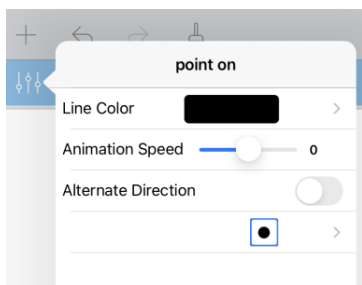 point on
Line Color
Animation Speed 0
Alternate Direction